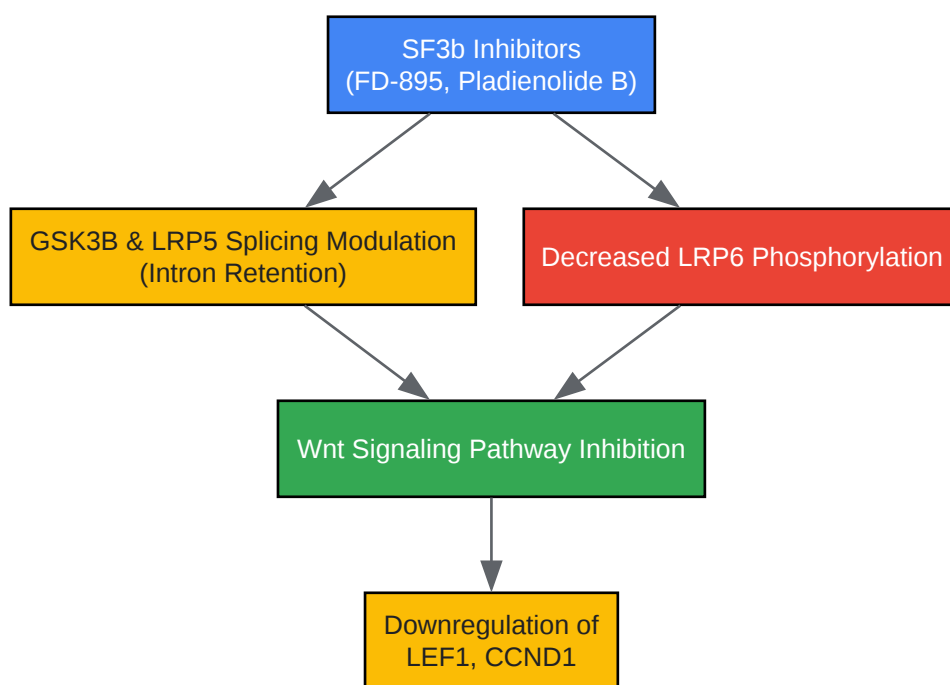 SF3b Inhibitors
(FD-895, Pladienolide B)
GSK3B & LRP5 Splicing Modulation
(Intron Retention)
Decreased LRP6 Phosphorylation
Wnt Signaling Pathway Inhibition
Downregulation of
LEF1, CCND1